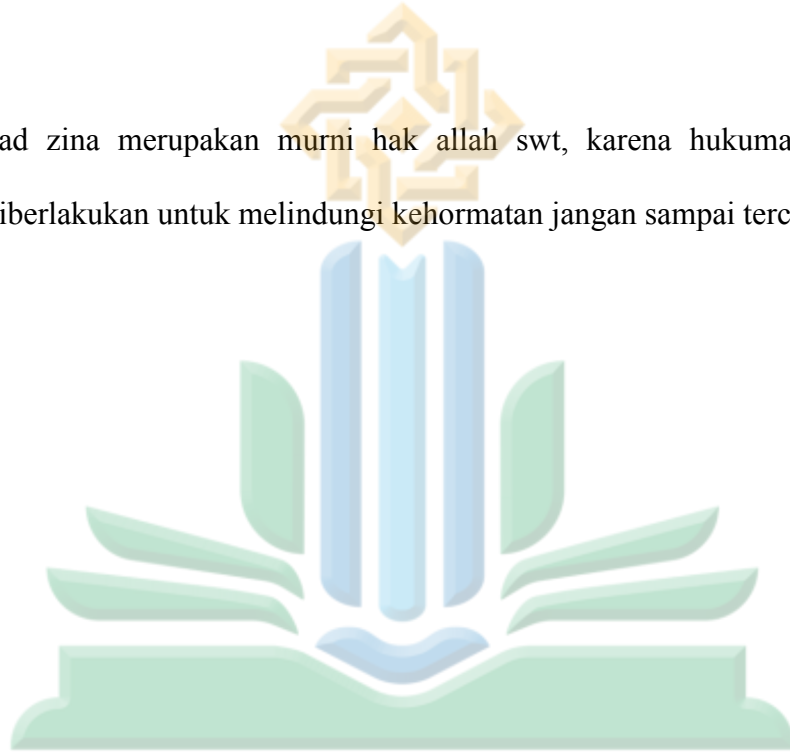 ad zina merupakan murni hak allah swt, karena hukuma
iberlakukan untuk melindungi kehormatan jangan sampai terc